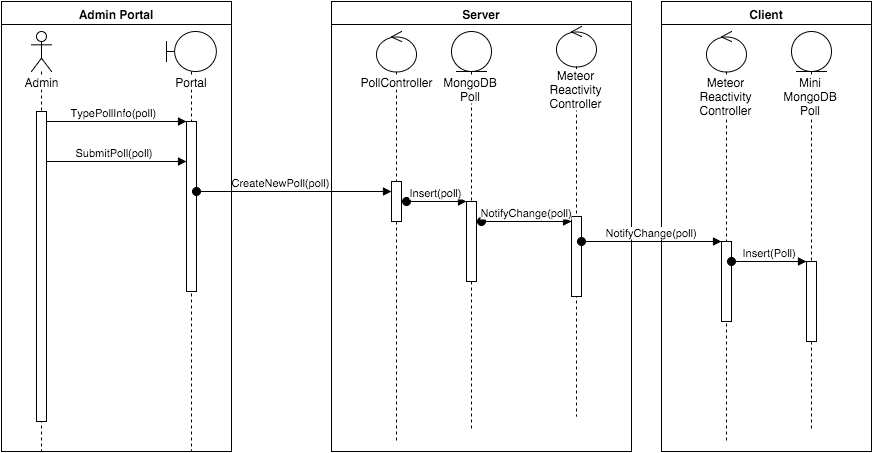 Admin Portal
Server
Client
Admin
Portal
PollController
MongoDB
Poll
Meteor
Reactivity
Controller
Meteor
Reactivity
Controller
Mini
MongoDB
Poll
TypePollInfo(poll)
SubmitPoll(poll)
CreateNewPoll(poll)
Insert(poll)
NotifyChange(poll)
NotifyChange(poll)
Insert(Poll)